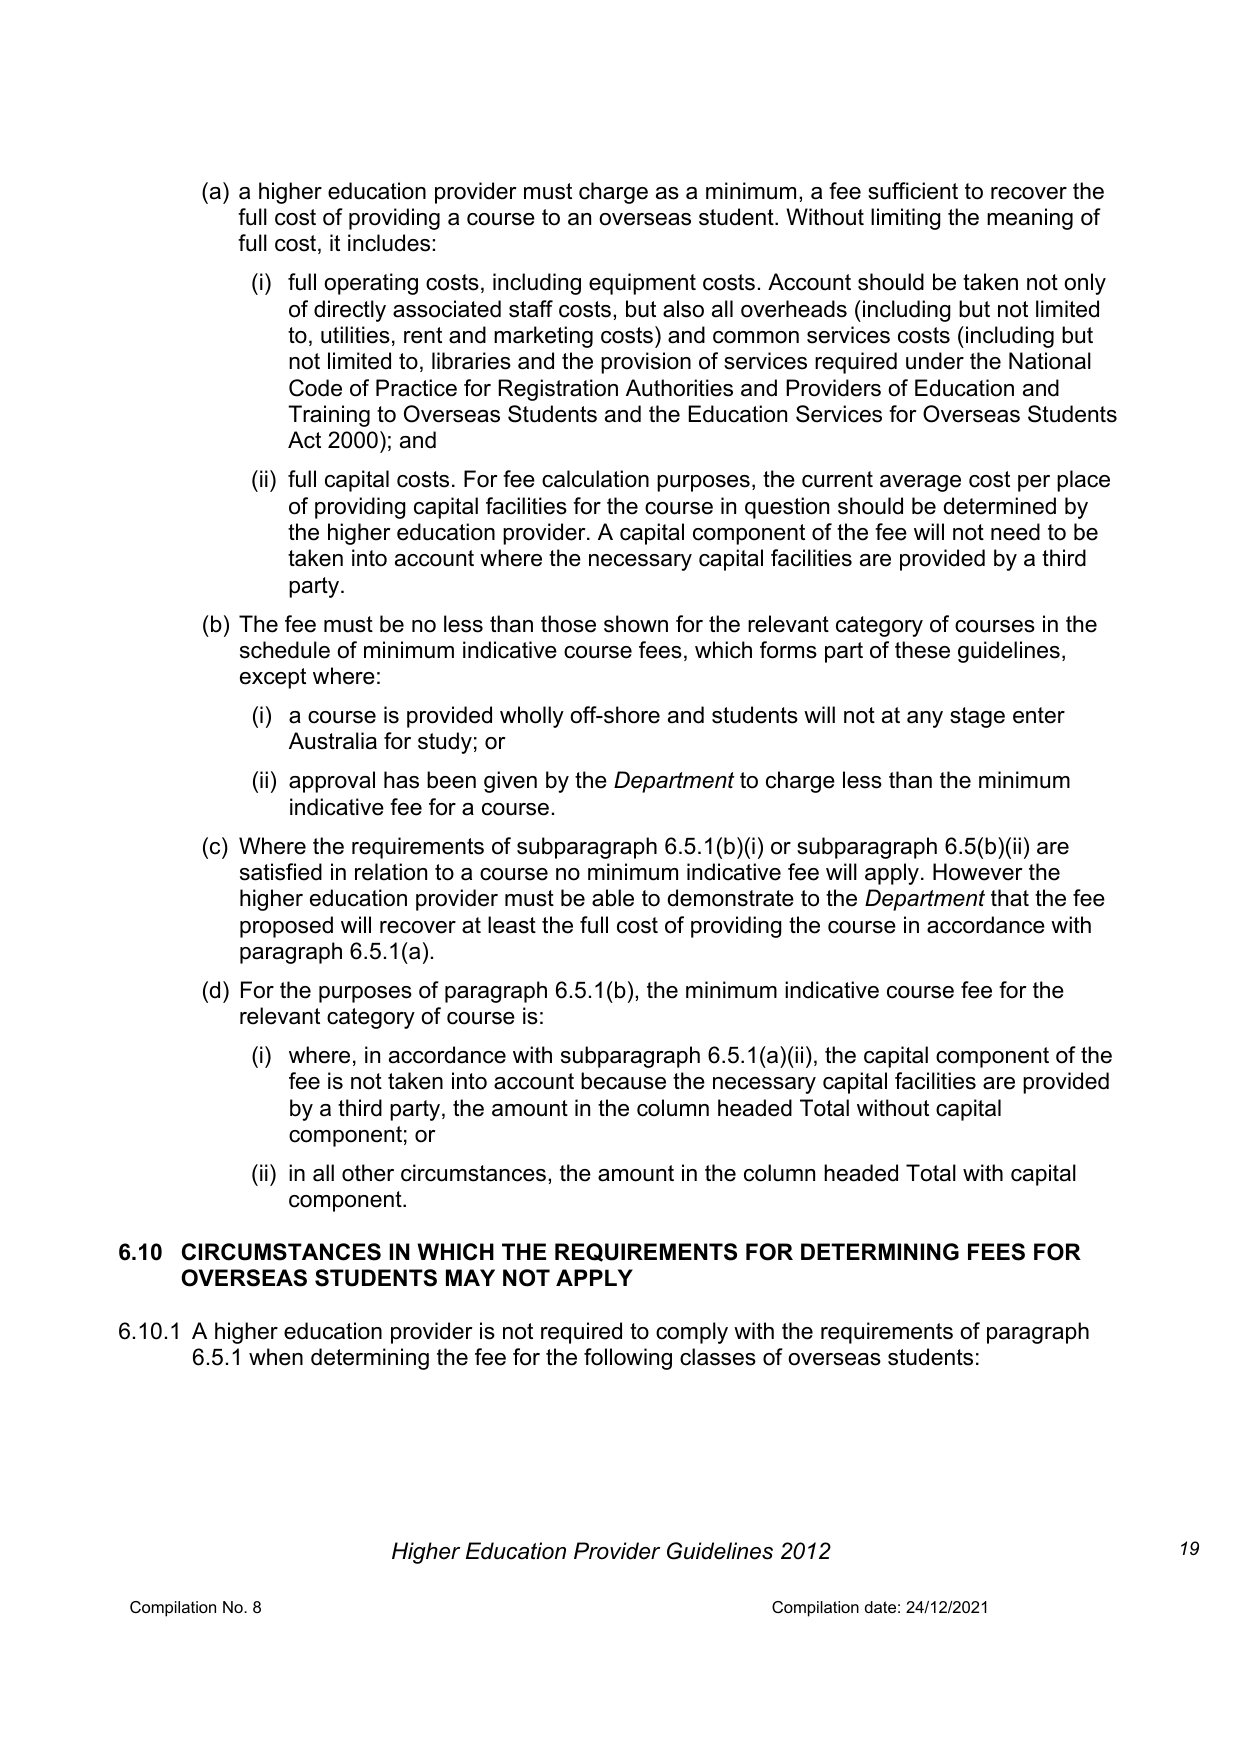 (a) a higher education provider must charge as a minimum, a fee sufficient to recover the
full cost of providing a course to an overseas student. Without limiting the meaning of
full cost, it includes:
(i) full operating costs, including equipment costs. Account should be taken not only
of directly associated staff costs, but also all overheads (including but not limited
to, utilities, rent and marketing costs) and common services costs (including but
not limited to, libraries and the provision of services required under the National
Code of Practice for Registration Authorities and Providers of Education and
Training to Overseas Students and the Education Services for Overseas Students
Act 2000); and
(ii) full capital costs. For fee calculation purposes, the current average cost per place
of providing capital facilities for the course in question should be determined by
the higher education provider. A capital component of the fee will not need to be
taken into account where the necessary capital facilities are provided by a third
party.
(b) The fee must be no less than those shown for the relevant category of courses in the
schedule of minimum indicative course fees, which forms part of these guidelines,
except where:
(i) a course is provided wholly off-shore and students will not at any stage enter
Australia for study; or
(ii) approval has been given by the Department to charge less than the minimum
indicative fee for a course.
(c) Where the requirements of subparagraph 6.5.1(b)(i) or subparagraph 6.5(b)(ii) are
satisfied in relation to a course no minimum indicative fee will apply. However the
higher education provider must be able to demonstrate to the Department that the fee
proposed will recover at least the full cost of providing the course in accordance with
paragraph 6.5.1(a).
(d) For the purposes of paragraph 6.5.1(b), the minimum indicative course fee for the
relevant category of course is:
(i) where, in accordance with subparagraph 6.5.1(a)(ii), the capital component of the
fee is not taken into account because the necessary capital facilities are provided
by a third party, the amount in the column headed Total without capital
component; or
(ii) in all other circumstances, the amount in the column headed Total with capital
component.
6.10 CIRCUMSTANCES IN WHICH THE REQUIREMENTS FOR DETERMINING FEES FOR
OVERSEAS STUDENTS MAY NOT APPLY
6.10.1 A higher education provider is not required to comply with the requirements of paragraph
6.5.1 when determining the fee for the following classes of overseas students:
Higher Education Provider Guidelines 2012 19
Compilation No. 8 Compilation date: 24/12/2021